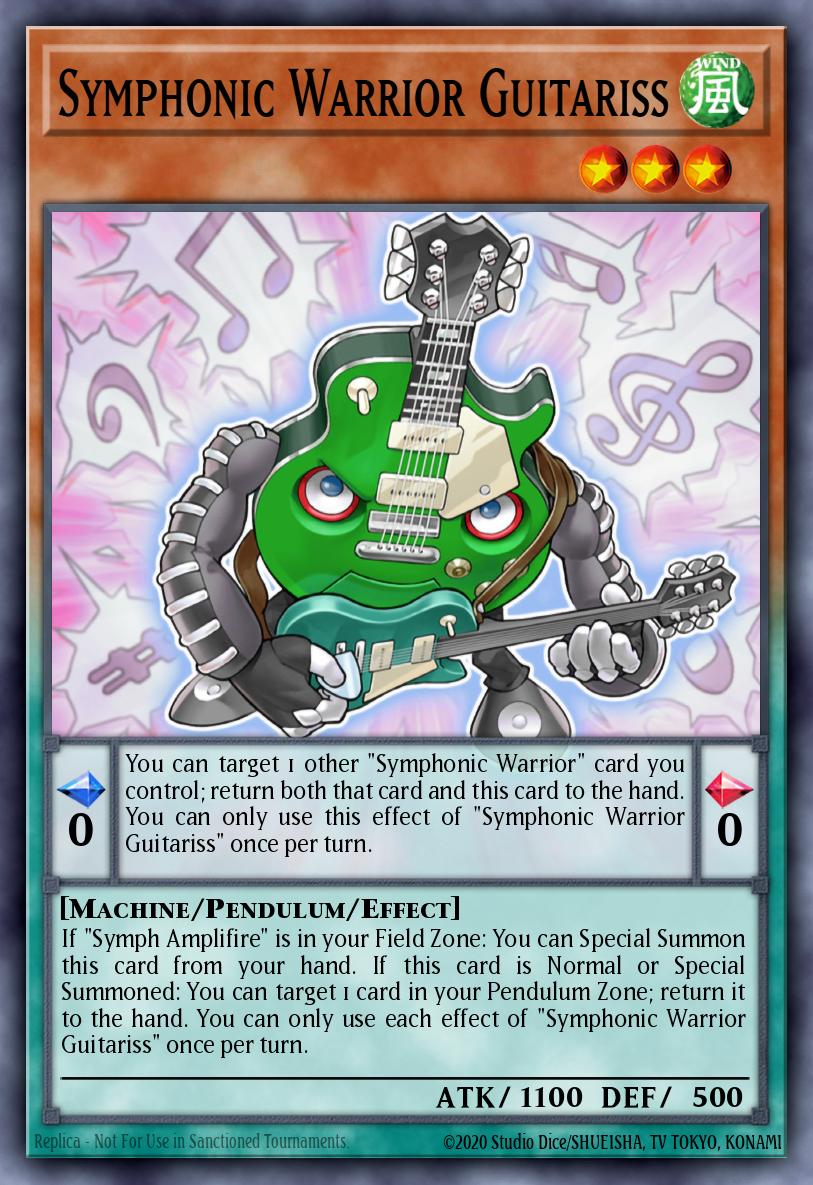 Symphonic Warrior Guitariss
WIND
風
You can target 1 other "Symphonic Warrior" card you
control; return both that card and this card to the hand.
You can only use this effect of "Symphonic Warrior
Guitariss" once per turn.
0
0
[Machine/Pendulum/Effect]
If "Symph Amplifire" is in your Field Zone: You can Special Summon
this card from your hand. If this card is Normal or Special
Summoned: You can target 1 card in your Pendulum Zone; return it
to the hand. You can only use each effect of "Symphonic Warrior
Guitariss" once per turn.
ATK/ 1100 DEF/ 500
Replica - Not For Use in Sanctioned Tournaments.
©2020 Studio Dice/SHUEISHA, TV TOKYO, KONAMI